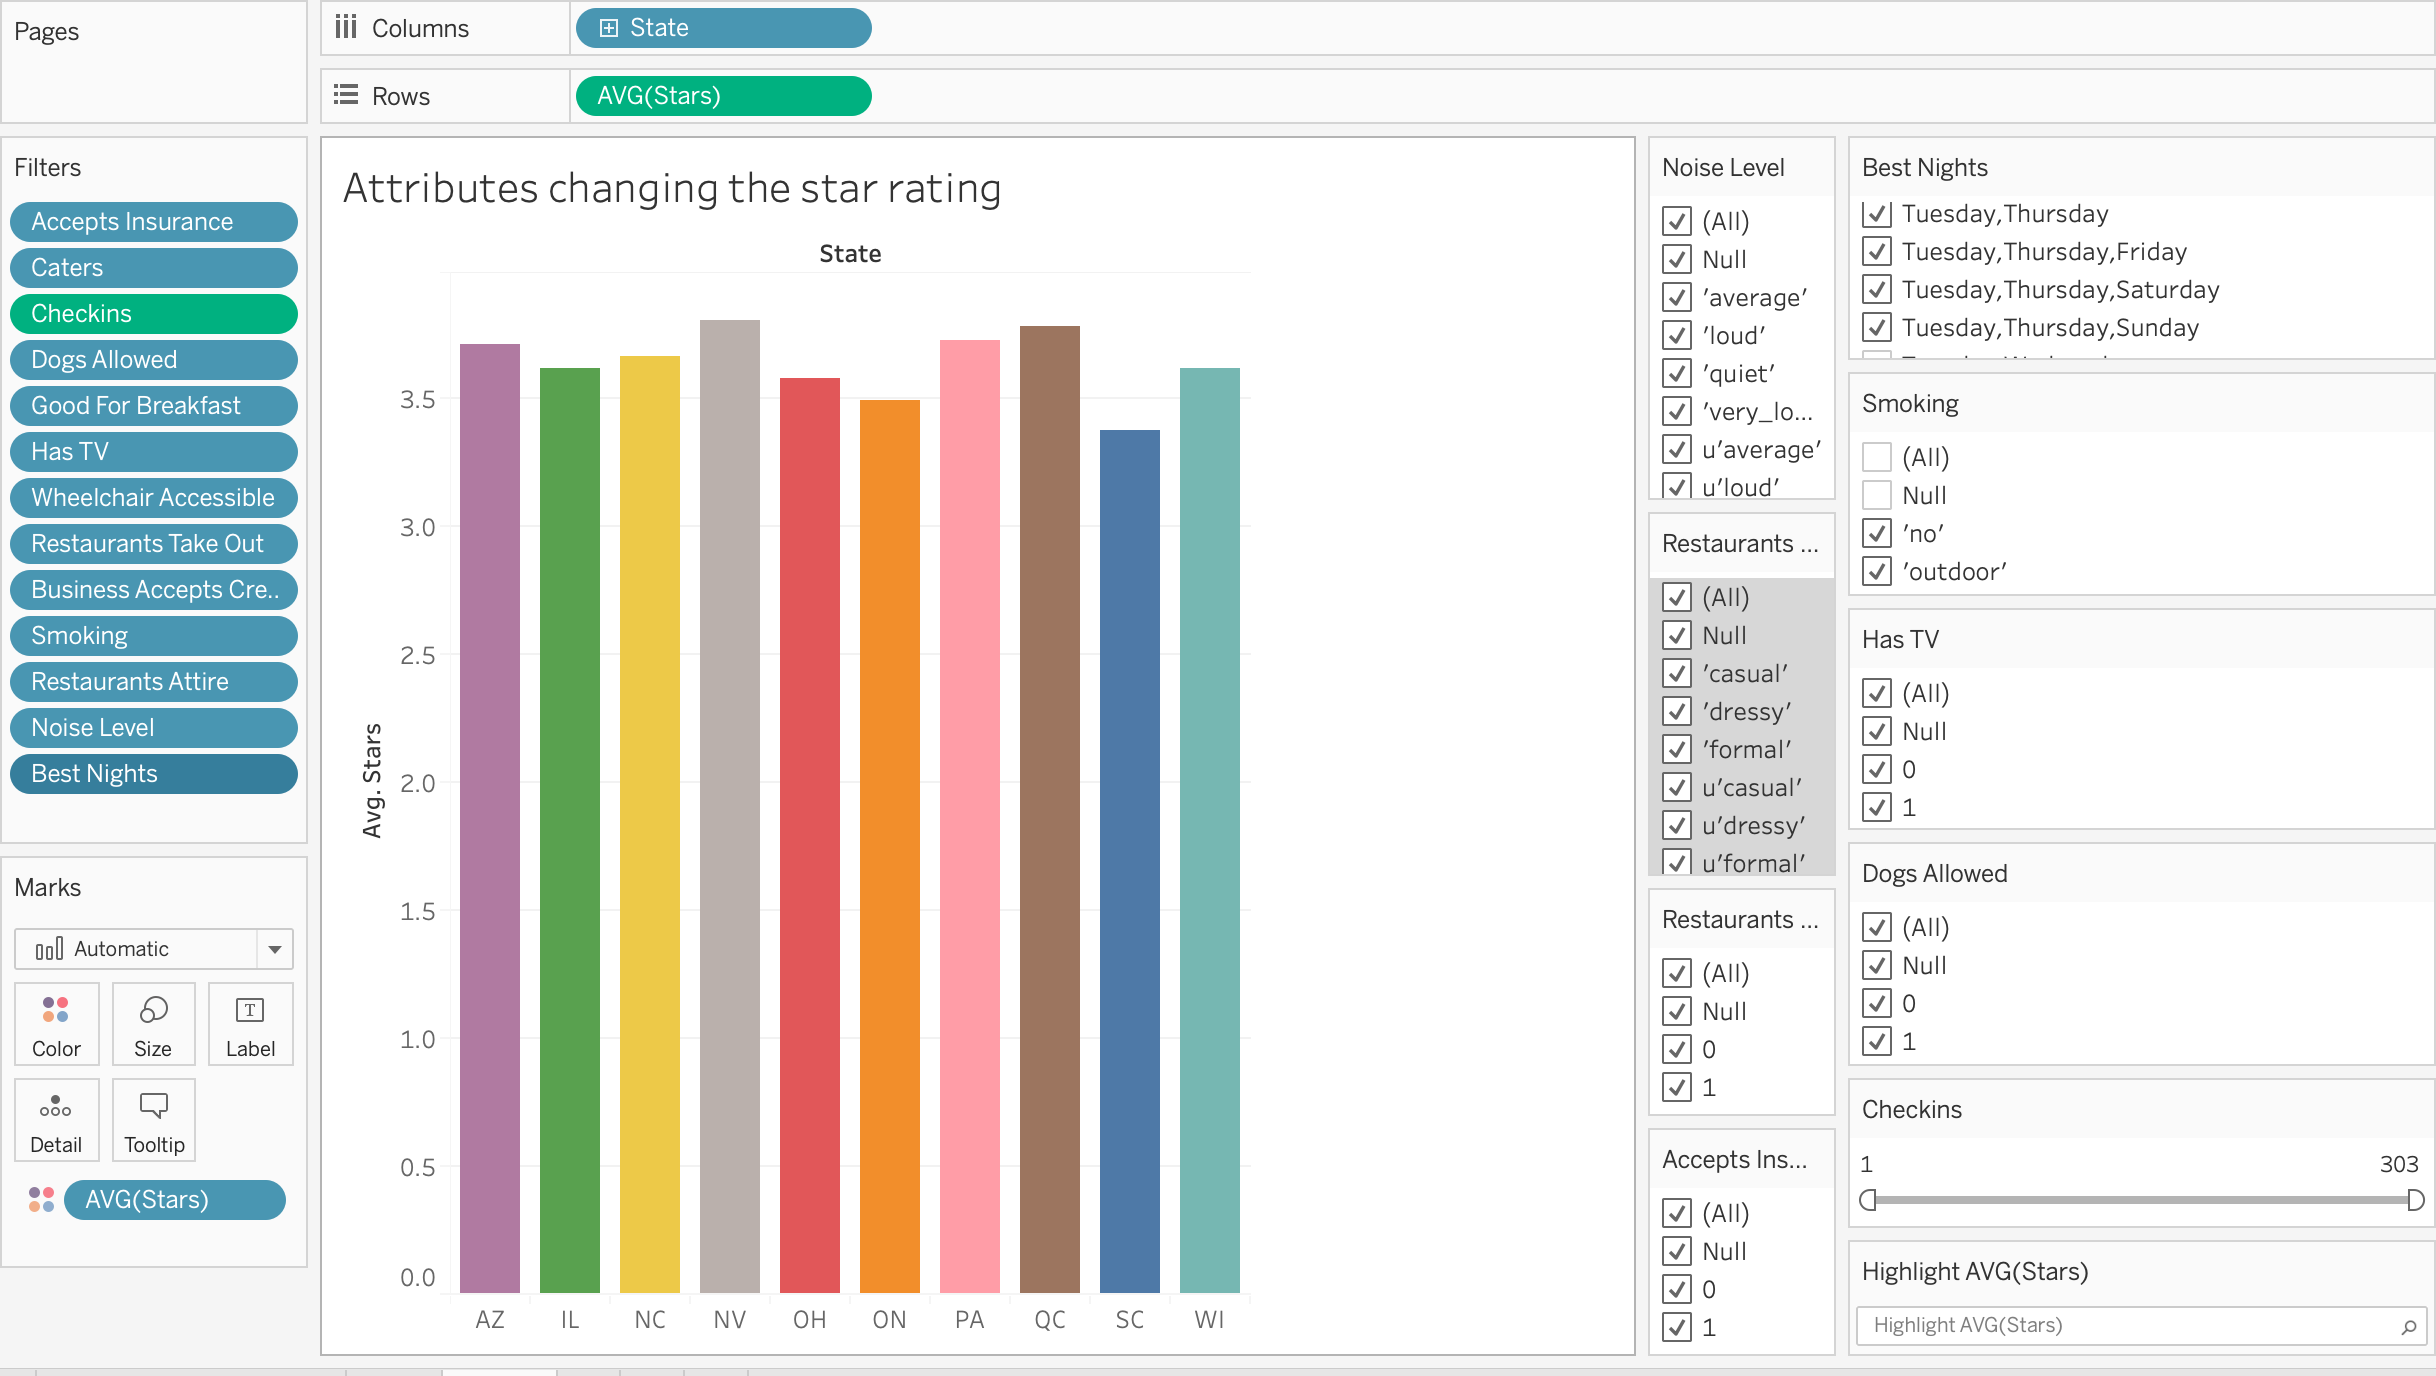 Pages
Columns
State
Rows
AVG(Stars)
Filters
Accepts Insurance
Caters
Checkins
Dogs Allowed
Good For Breakfast
Has TV
Wheelchair Accessible
Restaurants Take Out
Business Accepts Cre..
Smoking
Restaurants Attire
Noise Level
Best Nights
Marks
Automatic
Color
Size
Label
Detail
Tooltip
AVG(Stars)
Attributes changing the star rating
State
Avg. Stars
3.5
3.0
2.5
2.0
1.5
1.0
0.5
0.0
AZ IL NC NV OH ON PA QC SC WI
Noise Level
(All)
Null
'average'
'loud'
'quiet'
'very_lo...
u'average'
u'loud'
Restaurants ...
(All)
Null
'casual'
'dressy'
'formal'
u'casual'
u'dressy'
u'formal'
Restaurants ...
(All)
Null
0
1
Accepts Ins...
(All)
Null
0
1
Best Nights
Tuesday,Thursday
Tuesday,Thursday,Friday
Tuesday,Thursday,Saturday
Tuesday,Thursday,Sunday
Smoking
(All)
Null
'no'
'outdoor'
Has TV
(All)
Null
0
1
Dogs Allowed
(All)
Null
0
1
Checkins
1
303
Highlight AVG(Stars)
Highlight AVG(Stars)